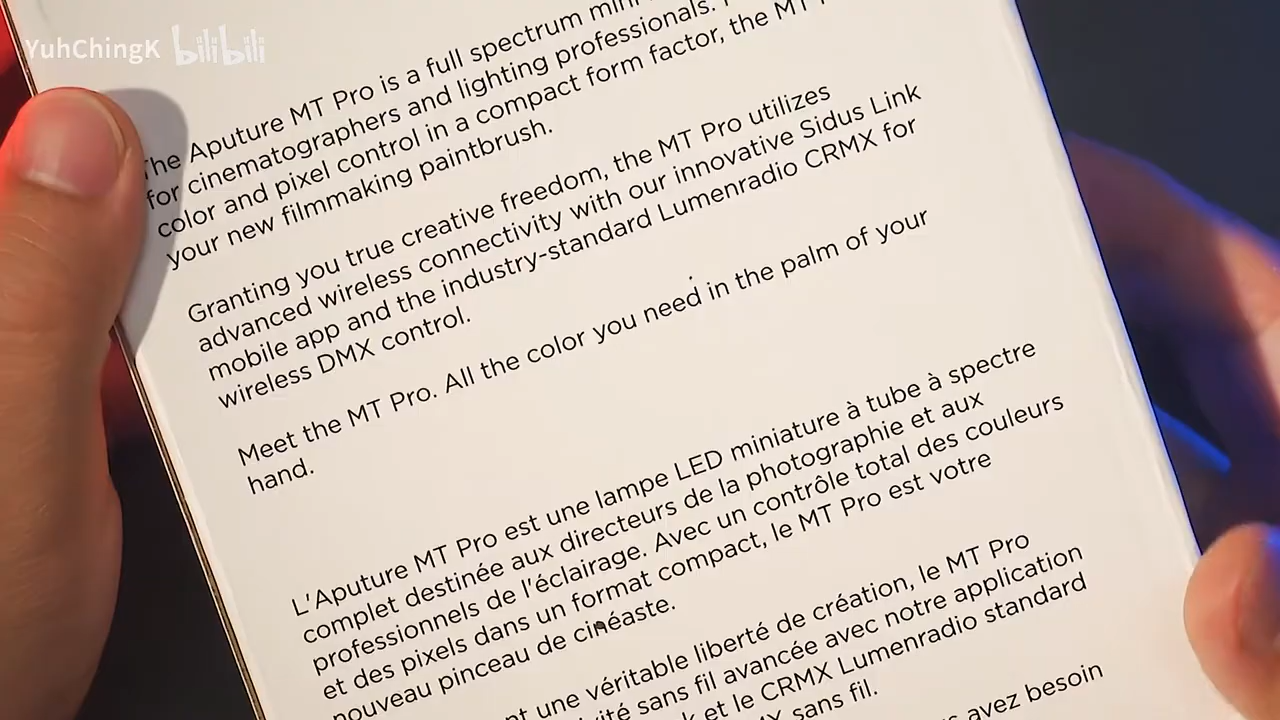 YuhChingK bilibili
The Aputure MT Pro is a full spectrum mini
for cinematographers and lighting professionals.
color and pixel control in a compact form factor, the MT
your new filmmaking paintbrush.
Granting you true creative freedom, the MT Pro utilizes
advanced wireless connectivity with our innovative Sidus Link
mobile app and the industry-standard Lumenradio CRMX for
wireless DMX control.
Meet the MT Pro. All the color you need in the palm of your
hand.
L'Aputure MT Pro est une lampe LED miniature à tube à spectre
complet destinée aux directeurs de la photographie et aux
professionnels de l'éclairage. Avec un contrôle total des couleurs
et des pixels dans un format compact, le MT Pro est votre
nouveau pinceau de cinéaste.
une véritable liberté de création, le MT Pro
sans fil avancée avec notre application
et le CRMX Lumenradio standard
sans fil.
avez besoin